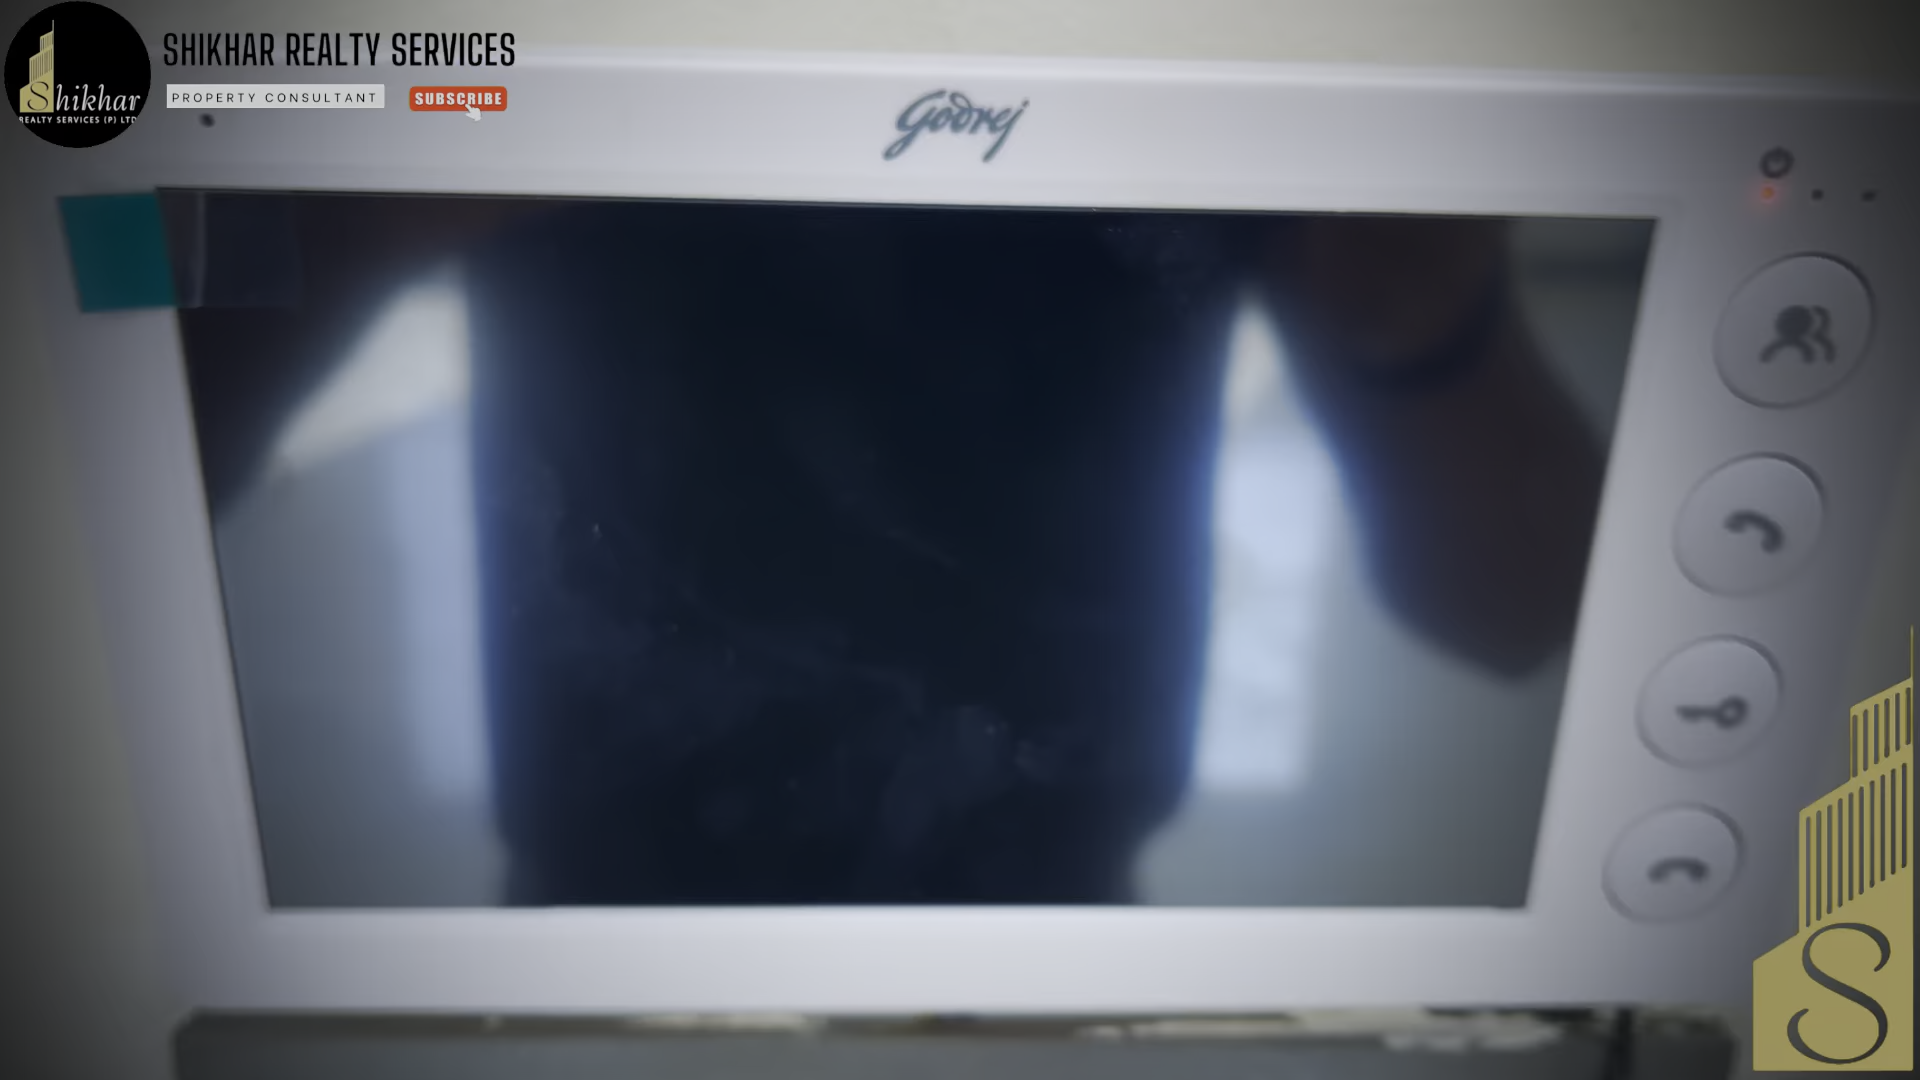 SHIKHAR REALTY SERVICES
Shikhar
REALTY SERVICES (P) LTD
PROPERTY CONSULTANT
SUBSCRIBE
Godrej
S